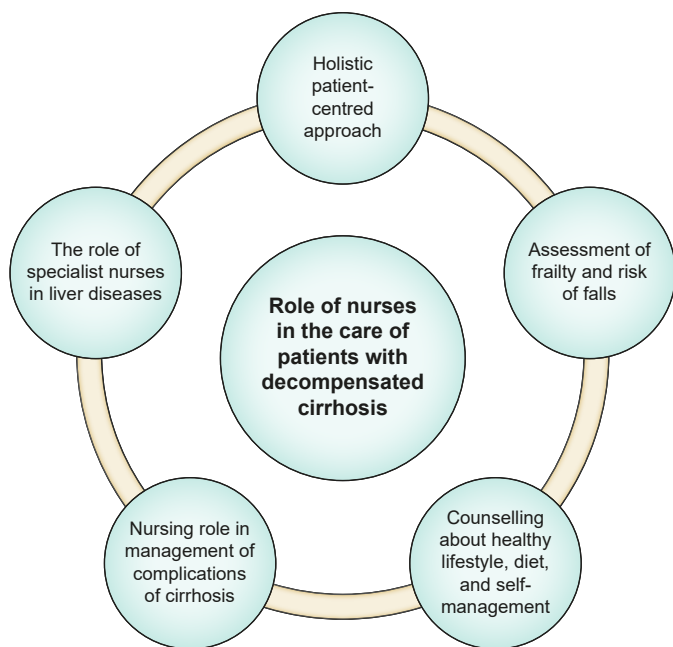 Holistic
patient-
centred
approach
Assessment of
frailty and risk
of falls
Counselling
about healthy
lifestyle, diet,
and self-
management
Nursing role in
management of
complications
of cirrhosis
The role of
specialist nurses
in liver diseases
Role of nurses
in the care of
patients with
decompensated
cirrhosis